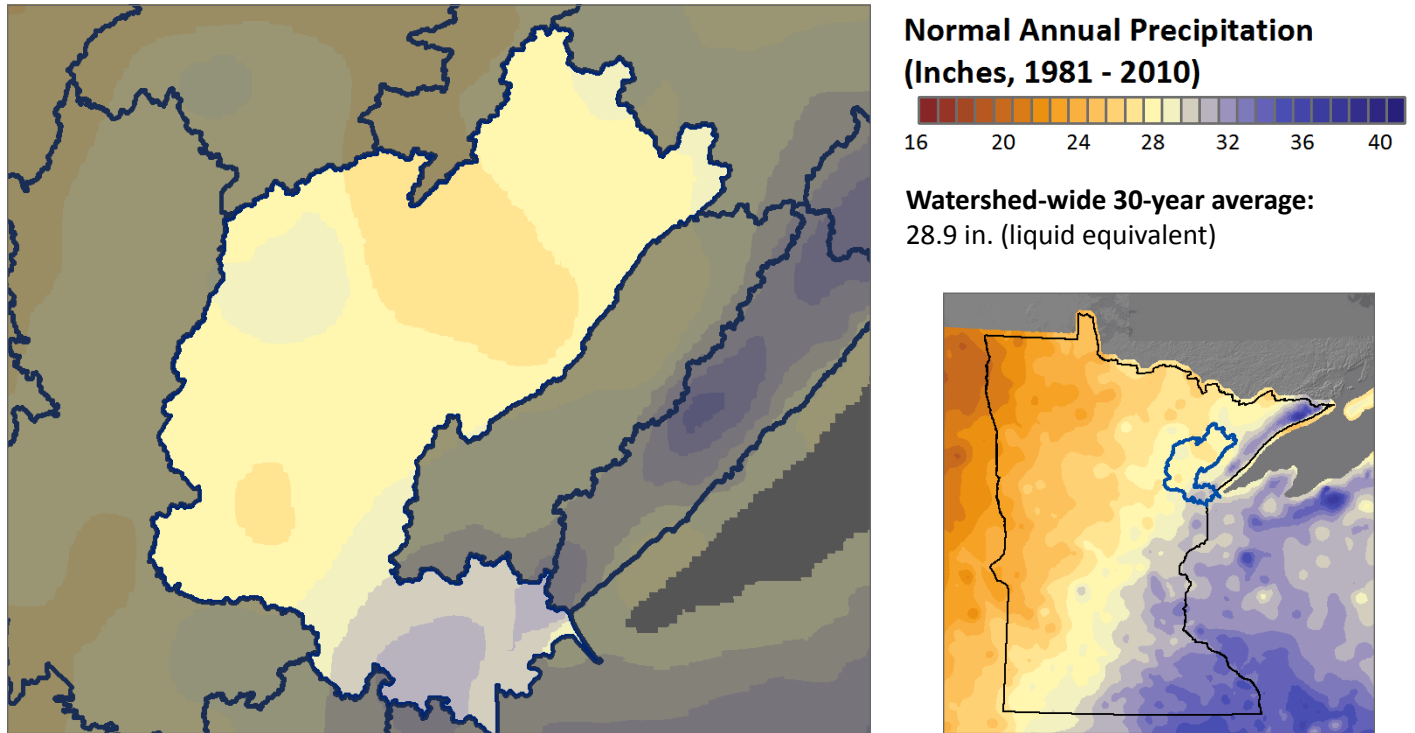 Normal Annual Precipitation
(Inches, 1981 - 2010)
16 20 24 28 32 36 40
Watershed-wide 30-year average:
28.9 in. (liquid equivalent)